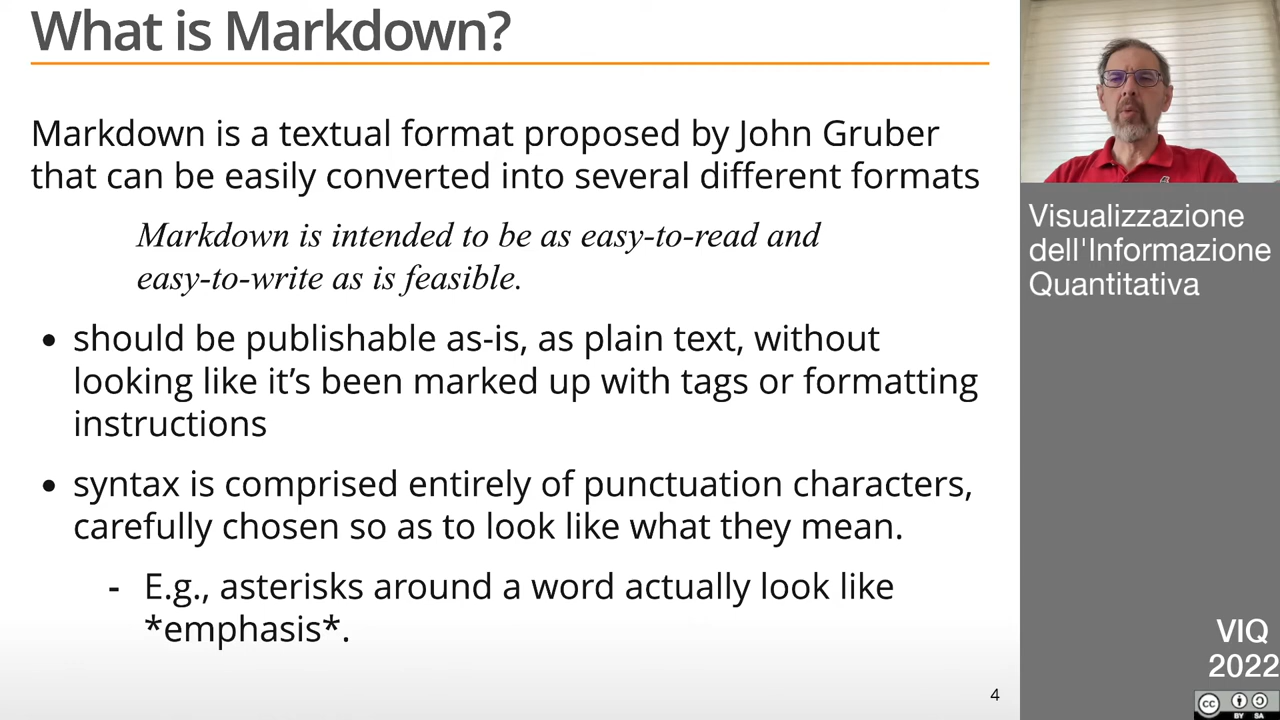 What is Markdown?
Markdown is a textual format proposed by John Gruber
that can be easily converted into several different formats
Markdown is intended to be as easy-to-read and
easy-to-write as is feasible.
• should be publishable as-is, as plain text, without
looking like it’s been marked up with tags or formatting
instructions
• syntax is comprised entirely of punctuation characters,
carefully chosen so as to look like what they mean.
- E.g., asterisks around a word actually look like
*emphasis*.
4
Visualizzazione
dell'Informazione
Quantitativa
VIQ
2022
cc
BY SA